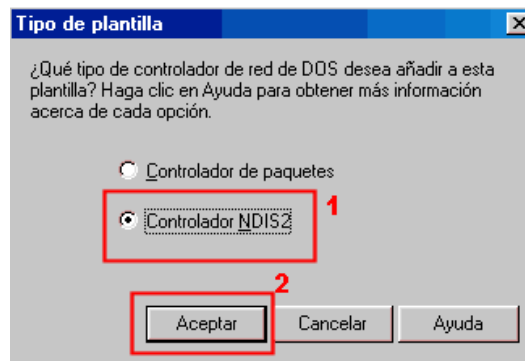 Tipo de plantilla
¿Qué tipo de controlador de red de DOS desea añadir a esta
plantilla? Haga clic en Ayuda para obtener más información
acerca de cada opción.
Controlador de paquetes
Controlador NDIS2
1
2
Aceptar Cancelar Ayuda